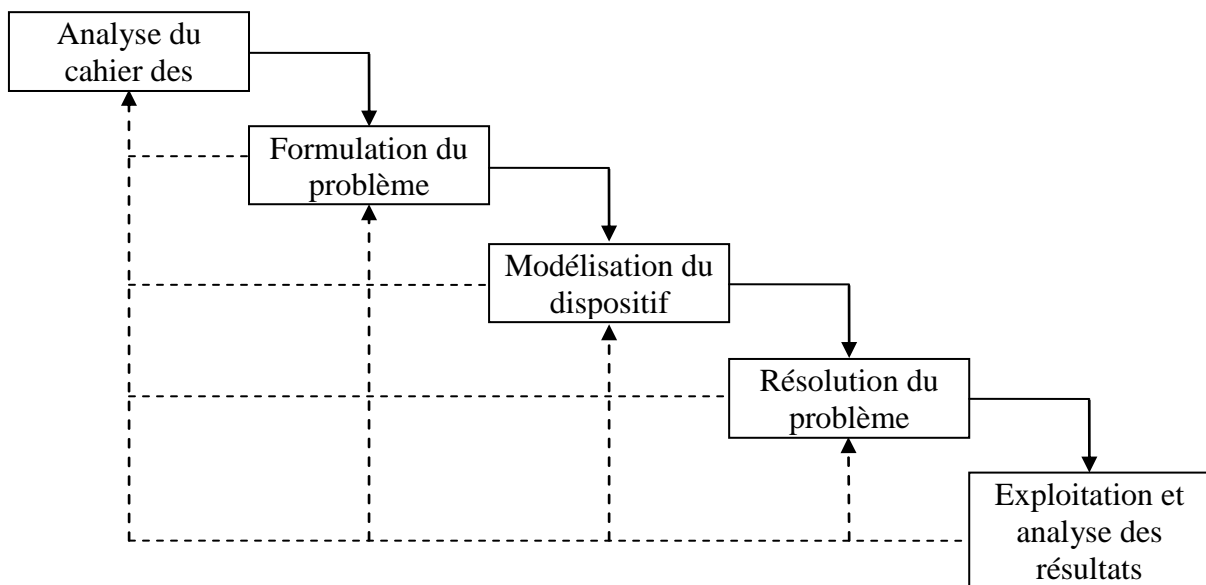 Analyse du
cahier des
Formulation du
problème
Modélisation du
dispositif
Résolution du
problème
Exploitation et
analyse des
résultats